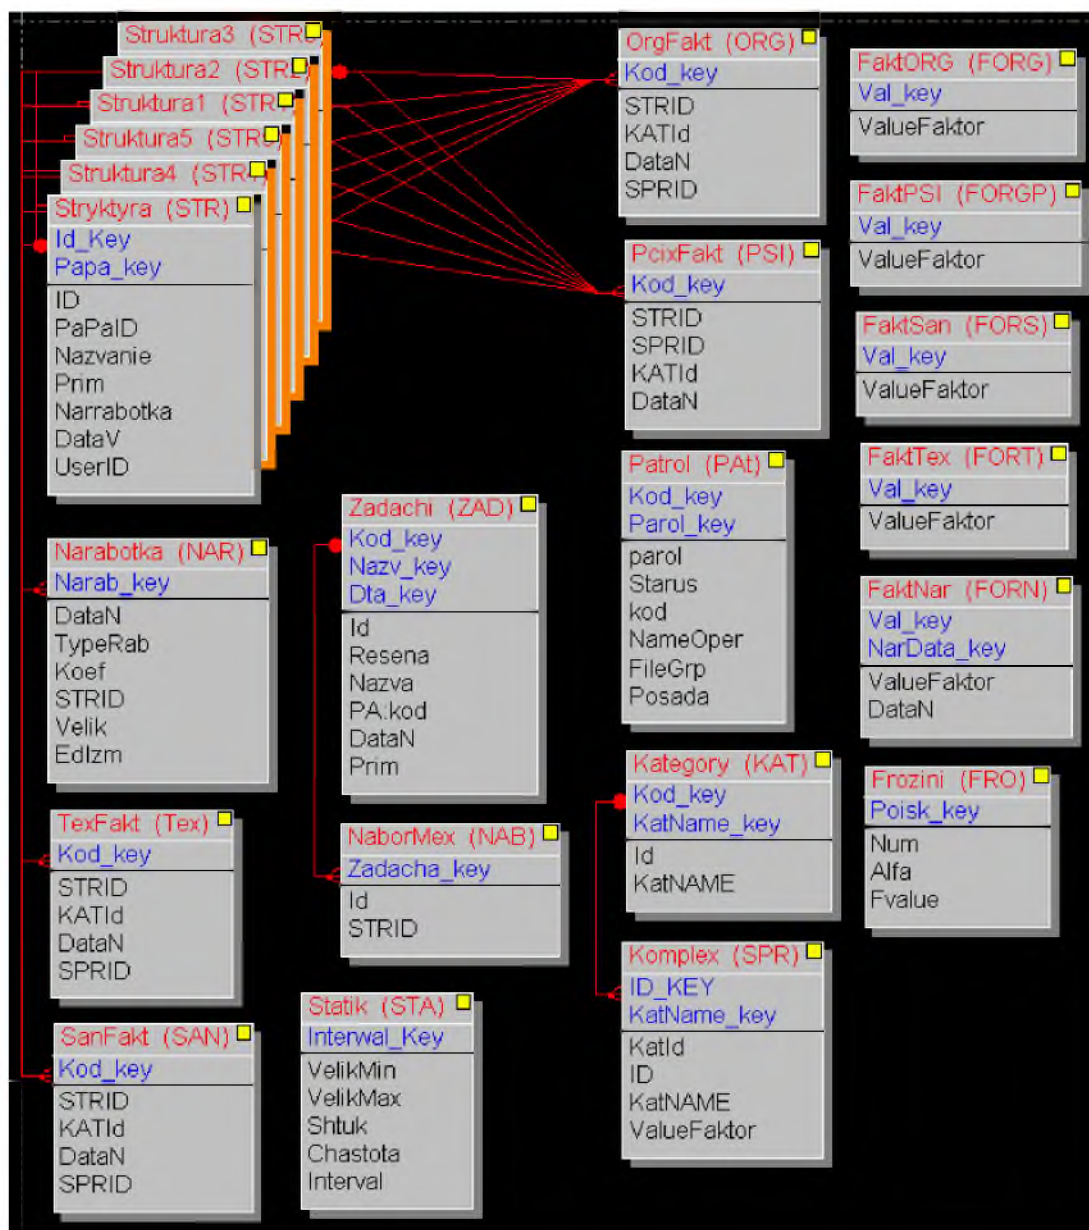 Struktura3 (STR3
Struktura2 (STR2
Struktura1 (STR1
Struktura5 (STR5
Struktura4 (STR4
Stryktyra (STR)
Id_Key
Papa_key
ID
PaPaID
Nazvanie
Prim
Narrabotka
DataV
UserID
Narabotka (NAR)
Narab_key
DataN
TypeRab
Koef
STRID
Velik
EdIzm
TexFakt (Tex)
Kod_key
STRID
KATId
DataN
SPRID
SanFakt (SAN)
Kod_key
STRID
KATId
DataN
SPRID
Zadachi (ZAD)
Kod_key
Nazv_key
Dta_key
Id
Resena
Nazva
PA:kod
DataN
Prim
NaborMex (NAB)
Zadacha_key
Id
STRID
Statik (STA)
Interwal_Key
VelikMin
VelikMax
Shtuk
Chastota
Interval
OrgFakt (ORG)
Kod_key
STRID
KATId
DataN
SPRID
PcixFakt (PSI)
Kod_key
STRID
SPRID
KATId
DataN
Patrol (PAt)
Kod_key
Parol_key
parol
Starus
kod
NameOper
FileGrp
Posada
Kategory (KAT)
Kod_key
KatName_key
Id
KatNAME
Komplex (SPR)
ID_KEY
KatName_key
KatId
ID
KatNAME
ValueFaktor
FaktORG (FORG)
Val_key
ValueFaktor
FaktPSI (FORGP)
Val_key
ValueFaktor
FaktSan (FORS)
Val_key
ValueFaktor
FaktTex (FORT)
Val_key
ValueFaktor
FaktNar (FORN)
Val_key
NarData_key
ValueFaktor
DataN
Frozini (FRO)
Poisk_key
Num
Alfa
Fvalue